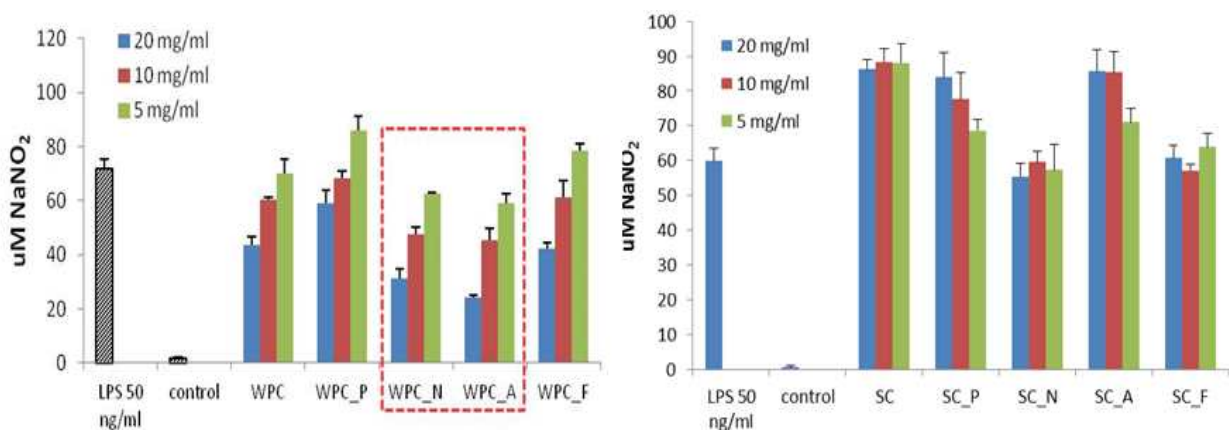 120
100
80
60
40
20
0
uM NaNO₂
20 mg/ml
10 mg/ml
5 mg/ml
LPS 50 ng/ml
control
WPC
WPC_P
WPC_N
WPC_A
WPC_F
100
90
80
70
60
50
40
30
20
10
0
uM NaNO₂
20 mg/ml
10 mg/ml
5 mg/ml
LPS 50
ng/ml
control
SC
SC_P
SC_N
SC_A
SC_F